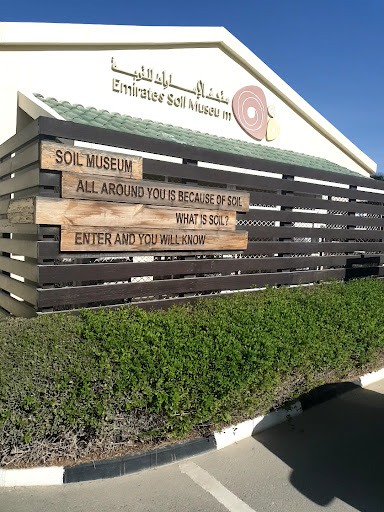 متحف الإمارات للتربة
Emirates Soil Museum
SOIL MUSEUM
ALL AROUND YOU IS BECAUSE OF SOIL
WHAT IS SOIL?
ENTER AND YOU WILL KNOW